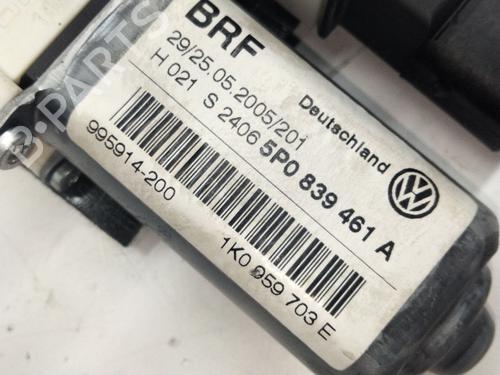 BRF
29/25.05.2005/201
Deutschland
H 021 S 2406
5P0 839 461 A
995914-200
1K0 959 703 E
B-PARTS